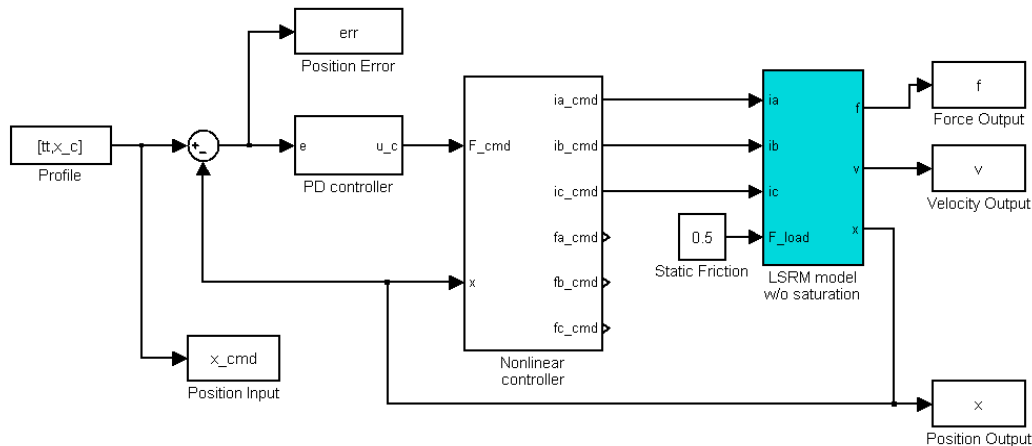 err
Position Error
[tt,x_c]
Profile
+
-
e
u_c
PD controller
F_cmd
x
ia_cmd
ib_cmd
ic_cmd
fa_cmd
fb_cmd
fc_cmd
Nonlinear
controller
x_cmd
Position Input
0.5
Static Friction
ia
ib
ic
F_load
f
v
x
LSRM model
w/o saturation
f
Force Output
v
Velocity Output
x
Position Output